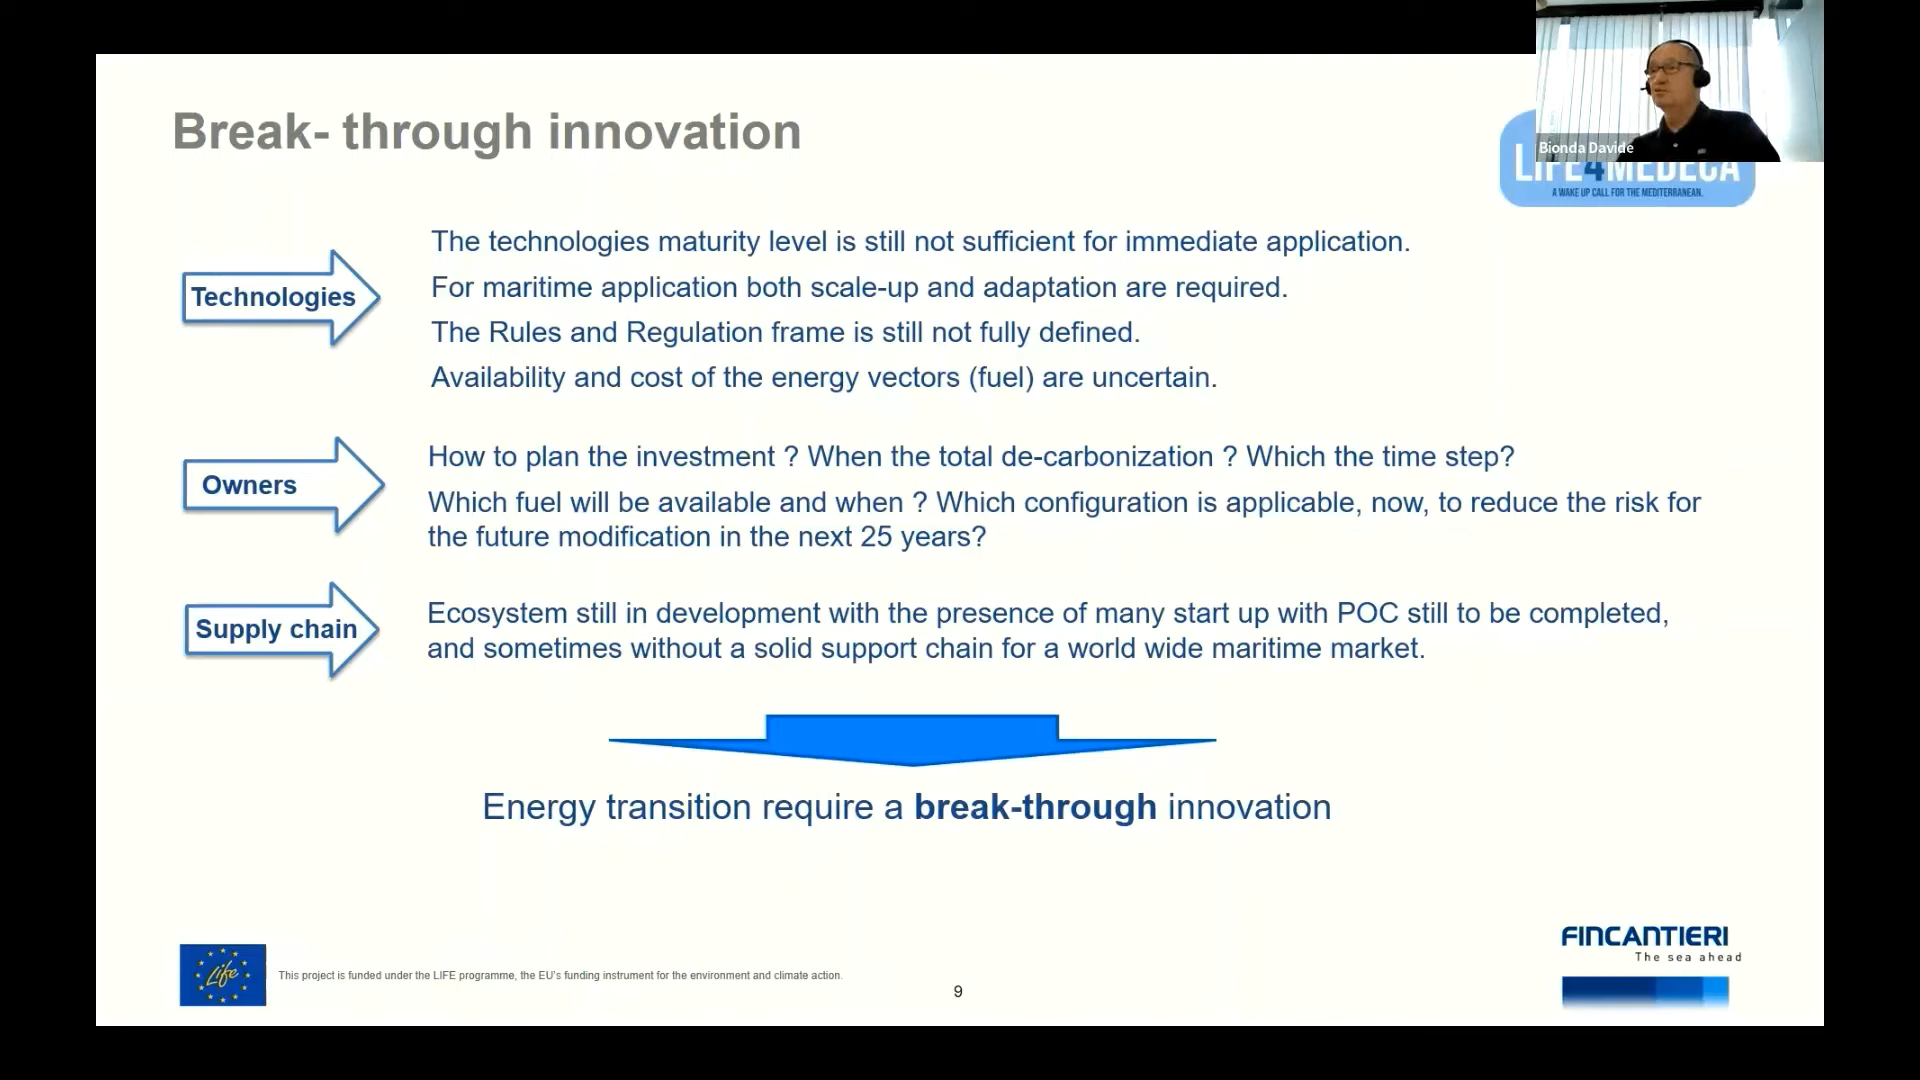 Bionda Davide
Break- through innovation
LIFE4MEDECA
A WAKE UP CALL FOR THE MEDITERRANEAN.
Technologies
The technologies maturity level is still not sufficient for immediate application.
For maritime application both scale-up and adaptation are required.
The Rules and Regulation frame is still not fully defined.
Availability and cost of the energy vectors (fuel) are uncertain.
Owners
How to plan the investment ? When the total de-carbonization ? Which the time step?
Which fuel will be available and when ? Which configuration is applicable, now, to reduce the risk for
the future modification in the next 25 years?
Supply chain
Ecosystem still in development with the presence of many start up with POC still to be completed,
and sometimes without a solid support chain for a world wide maritime market.
Energy transition require a break-through innovation
Life
This project is funded under the LIFE programme, the EU's funding instrument for the environment and climate action.
9
FINCANTIERI
The sea ahead